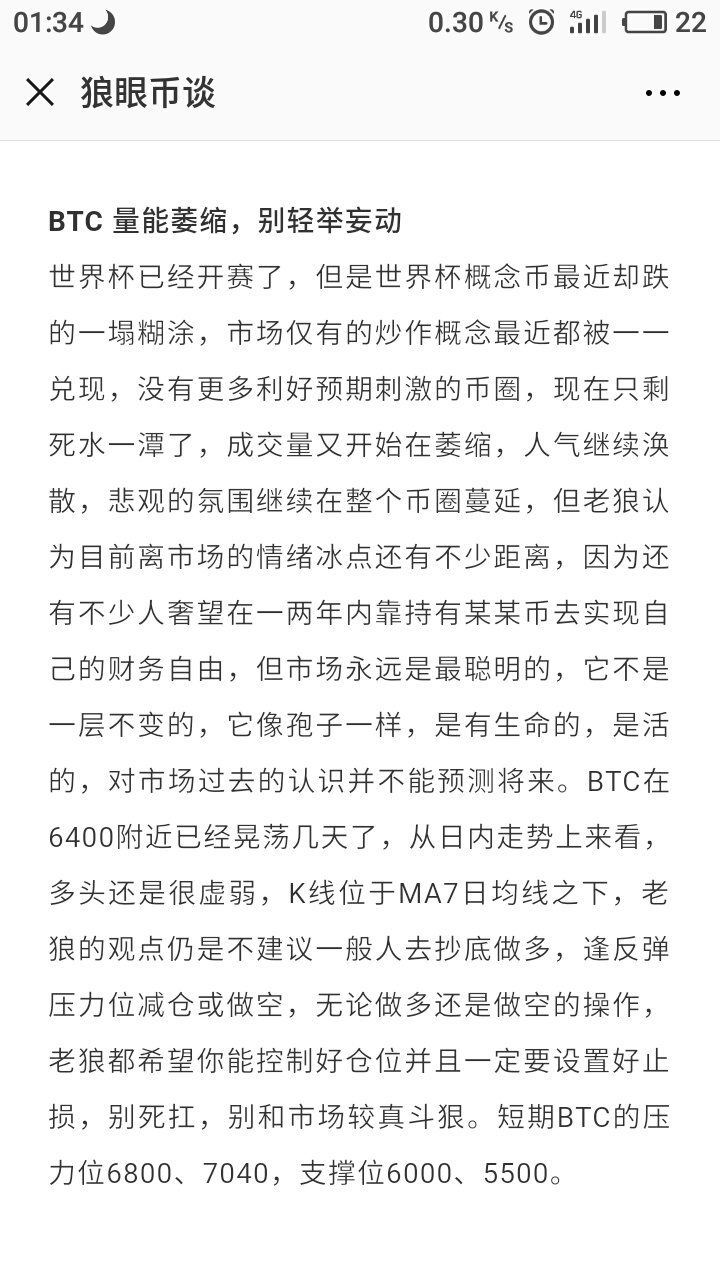 01:34 0.30 K/s 4G 22
狼眼币谈
BTC 量能萎缩，别轻举妄动
世界杯已经开赛了，但是世界杯概念币最近却跌
的一塌糊涂，市场仅有的炒作概念最近都被一一
兑现，没有更多利好预期刺激的币圈，现在只剩
死水一潭了，成交量又开始在萎缩，人气继续涣
散，悲观的氛围继续在整个币圈蔓延，但老狼认
为目前离市场的情绪冰点还有不少距离，因为还
有不少人奢望在一两年内靠持有某某币去实现自
己的财务自由，但市场永远是最聪明的，它不是
一层不变的，它像孢子一样，是有生命的，是活
的，对市场过去的认识并不能预测将来。BTC在
6400附近已经晃荡几天了，从日内走势上来看，
多头还是很虚弱，K线位于MA7日均线之下，老
狼的观点仍是不建议一般人去抄底做多，逢反弹
压力位减仓或做空，无论做多还是做空的操作，
老狼都希望你能控制好仓位并且一定要设置好止
损，别死扛，别和市场较真斗狠。短期BTC的压
力位6800、7040，支撑位6000、5500。